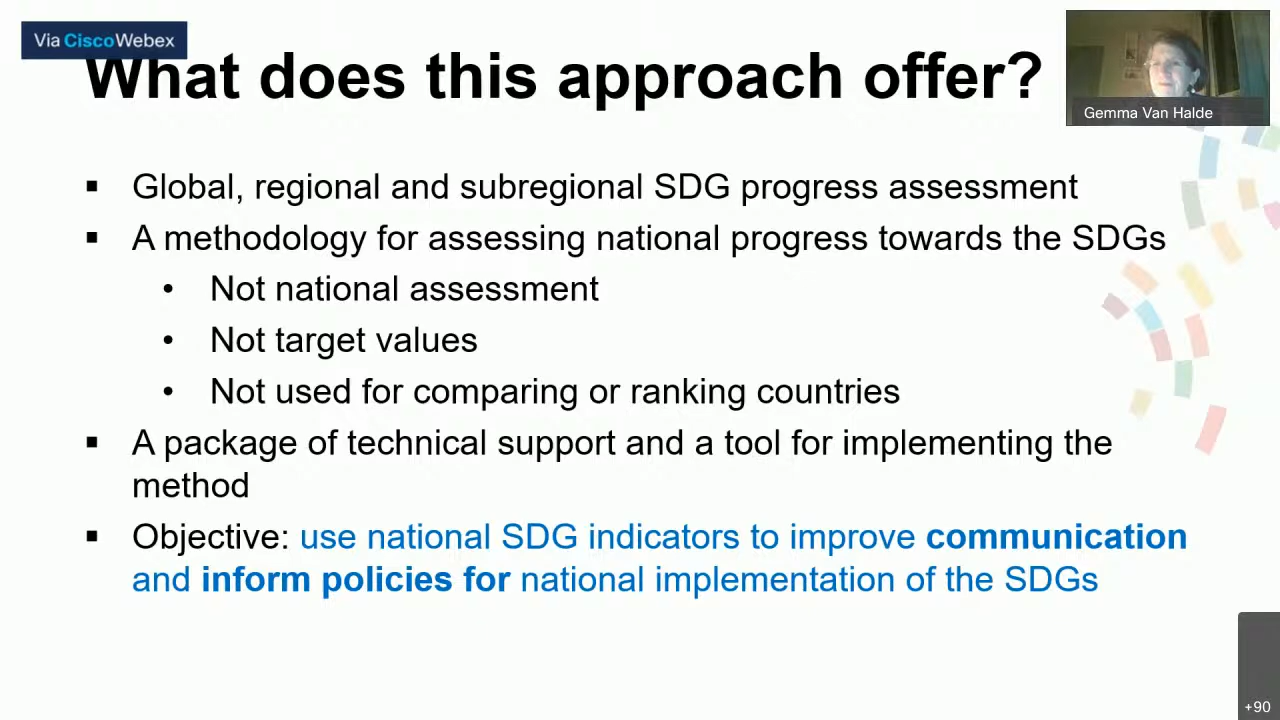 Via Cisco Webex
What does this approach offer?
Gemma Van Halde
▪ Global, regional and subregional SDG progress assessment
▪ A methodology for assessing national progress towards the SDGs
• Not national assessment
• Not target values
• Not used for comparing or ranking countries
▪ A package of technical support and a tool for implementing the
method
▪ Objective: use national SDG indicators to improve communication
and inform policies for national implementation of the SDGs
+90